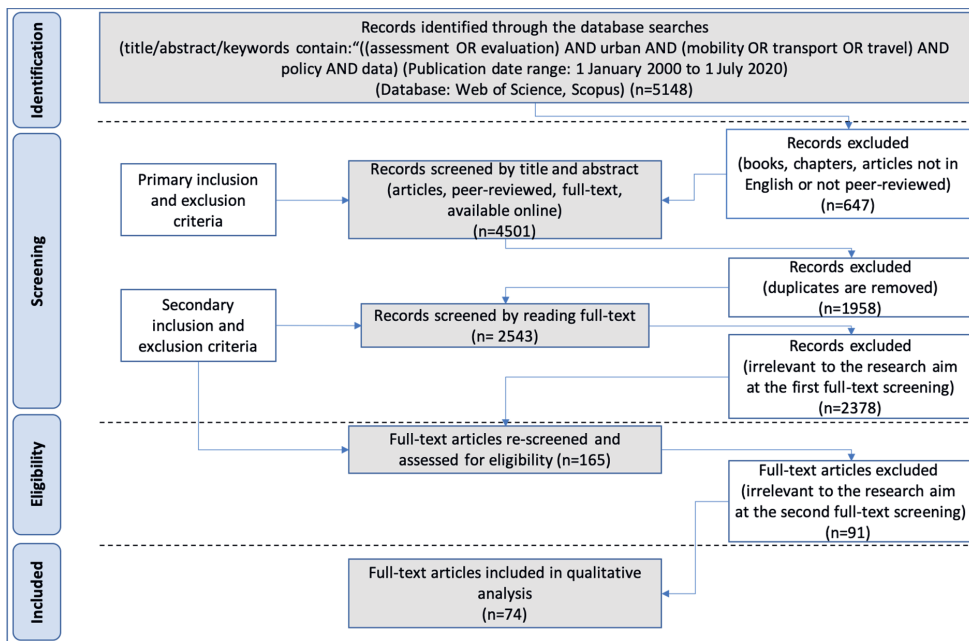 Identification
Records identified through the database searches
(title/abstract/keywords contain:“((assessment OR evaluation) AND urban AND (mobility OR transport OR travel) AND
policy AND data) (Publication date range: 1 January 2000 to 1 July 2020)
(Database: Web of Science, Scopus) (n=5148)
Screening
Primary inclusion
and exclusion
criteria
Records screened by title and abstract
(articles, peer-reviewed, full-text,
available online)
(n=4501)
Records excluded
(books, chapters, articles not in
English or not peer-reviewed)
(n=647)
Records excluded
(duplicates are removed)
(n=1958)
Secondary
inclusion and
exclusion criteria
Records screened by reading full-text
(n= 2543)
Records excluded
(irrelevant to the research aim
at the first full-text screening)
(n=2378)
Eligibility
Full-text articles re-screened and
assessed for eligibility (n=165)
Full-text articles excluded
(irrelevant to the research aim
at the second full-text screening)
(n=91)
Included
Full-text articles included in qualitative
analysis
(n=74)